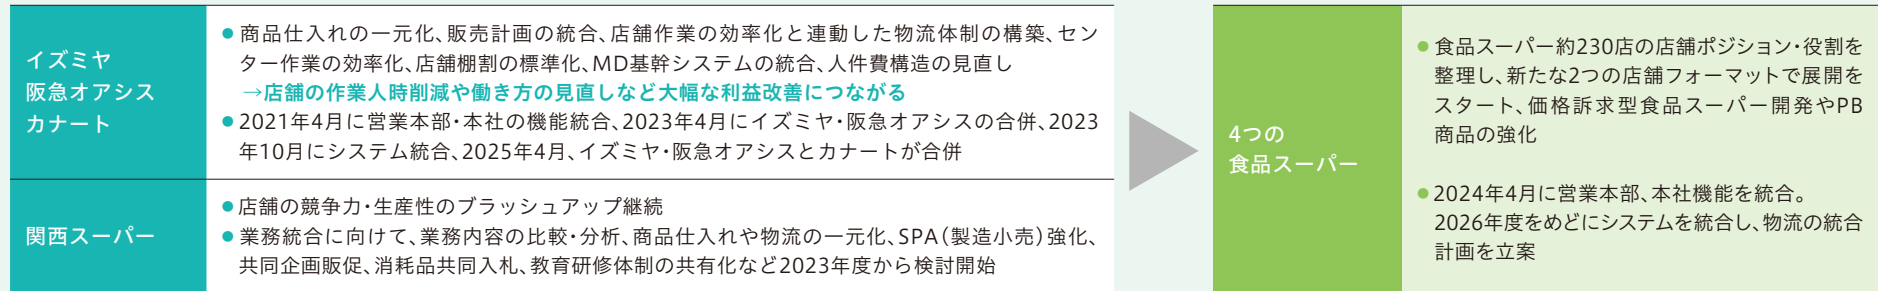 イズミヤ
阪急オアシス
カナート
●商品仕入れの一元化、販売計画の統合、店舗作業の効率化と連動した物流体制の構築、セン
ター作業の効率化、店舗棚割の標準化、MD基幹システムの統合、人件費構造の見直し
→店舗の作業人時削減や働き方の見直しなど大幅な利益改善につながる
●2021年4月に営業本部・本社の機能統合、2023年4月にイズミヤ・阪急オアシスの合併、2023
年10月にシステム統合、2025年4月、イズミヤ・阪急オアシスとカナートが合併
関西スーパー
●店舗の競争力・生産性のブラッシュアップ継続
●業務統合に向けて、業務内容の比較・分析、商品仕入れや物流の一元化、SPA（製造小売）強化、
共同企画販促、消耗品共同入札、教育研修体制の共有化など2023年度から検討開始
4つの
食品スーパー
●食品スーパー約230店の店舗ポジション・役割を
整理し、新たな2つの店舗フォーマットで展開を
スタート、価格訴求型食品スーパー開発やPB
商品の強化
●2024年4月に営業本部、本社機能を統合。
2026年度をめどにシステムを統合し、物流の統合
計画を立案